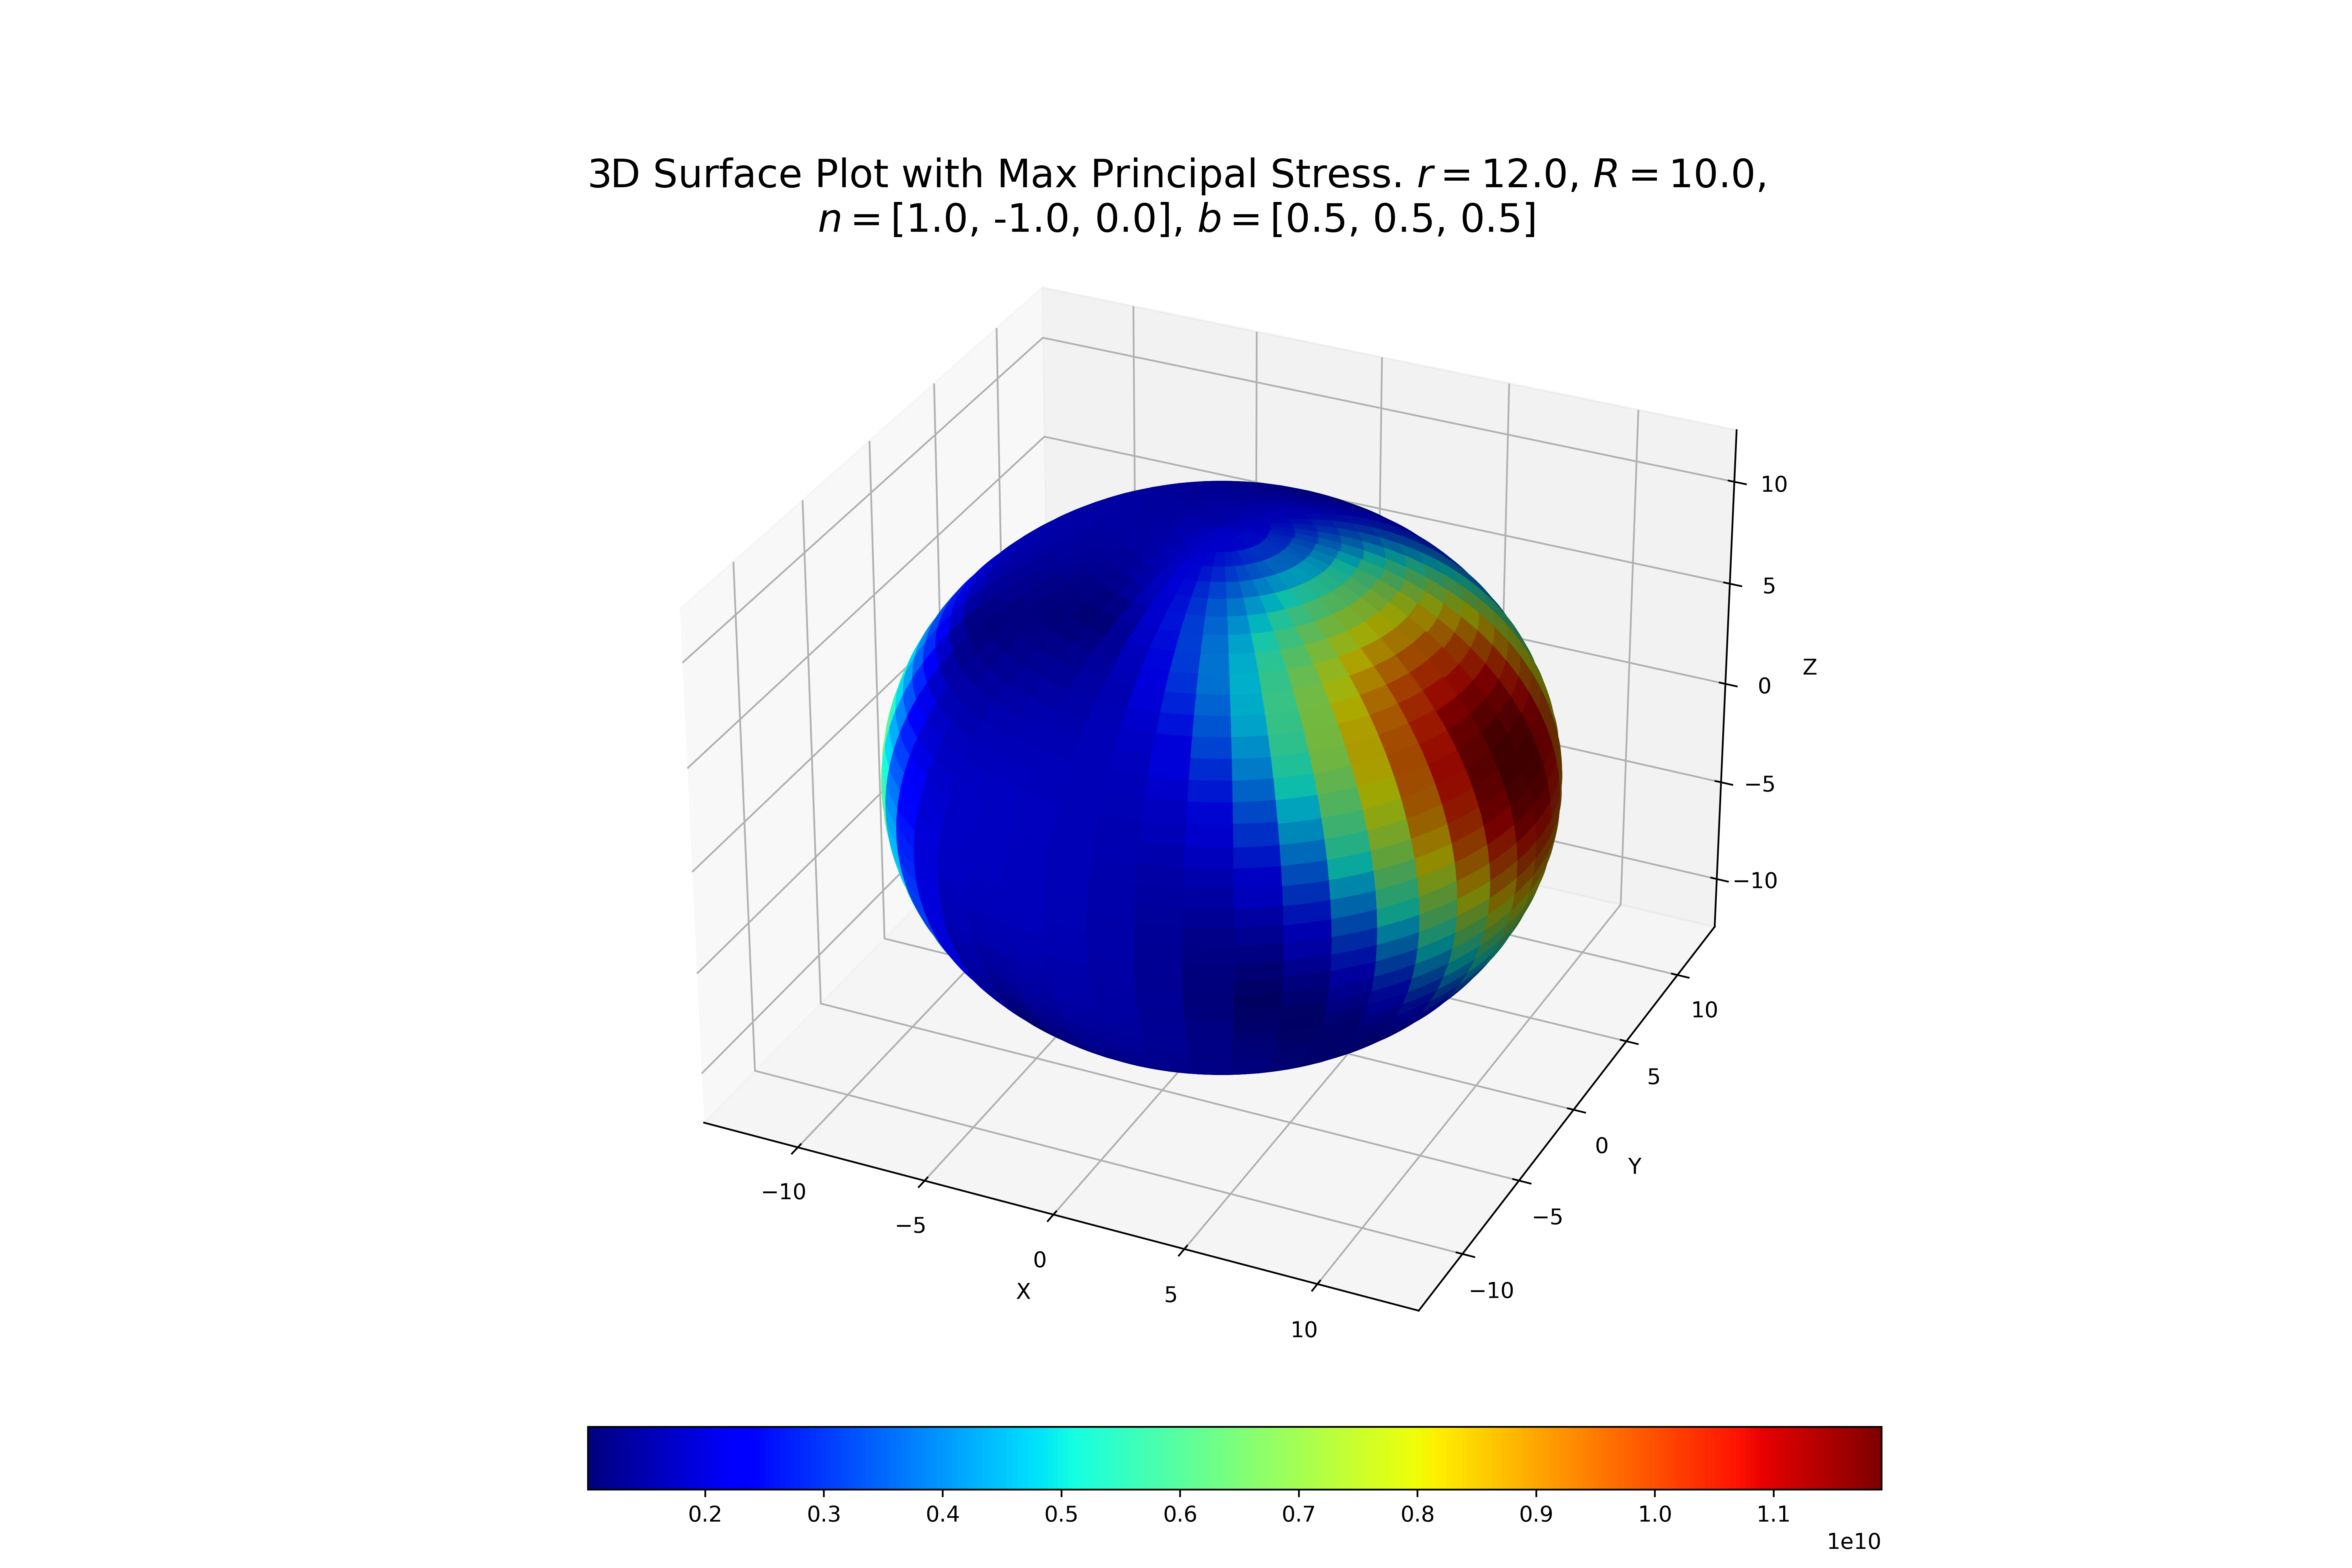 3D Surface Plot with Max Principal Stress. r = 12.0, R = 10.0,
n = [1.0, -1.0, 0.0], b = [0.5, 0.5, 0.5]
10
5
0
Z
−5
−10
10
5
0
Y
−5
−10
−10
−5
0
X
5
10
0.2 0.3 0.4 0.5 0.6 0.7 0.8 0.9 1.0 1.1
1e10